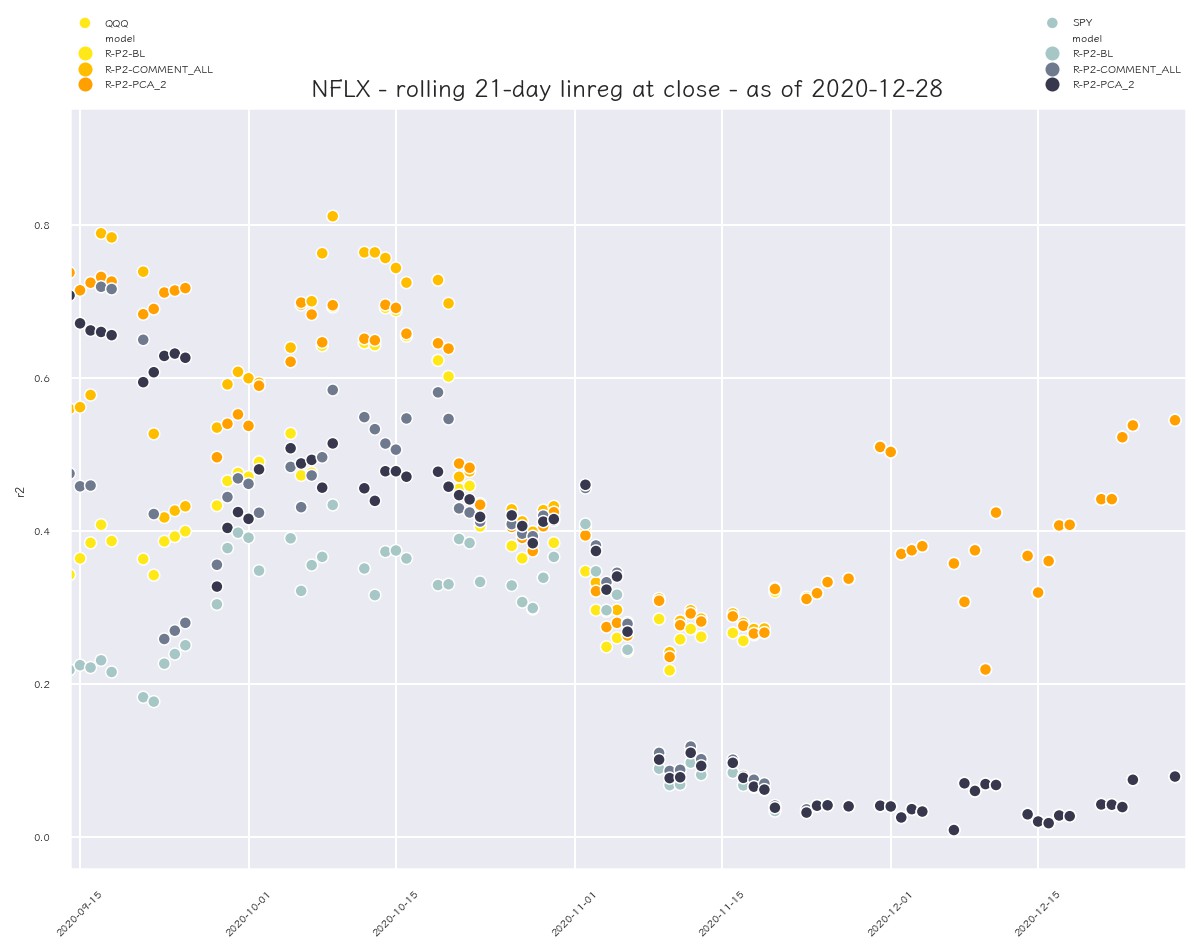 QQQ
model
R-P2-BL
R-P2-COMMENT_ALL
R-P2-PCA_2
SPY
model
R-P2-BL
R-P2-COMMENT_ALL
R-P2-PCA_2
NFLX - rolling 21-day linreg at close - as of 2020-12-28
0.8
0.6
0.4
0.2
0.0
r2
2020-09-15
2020-10-01
2020-10-15
2020-11-01
2020-11-15
2020-12-01
2020-12-15